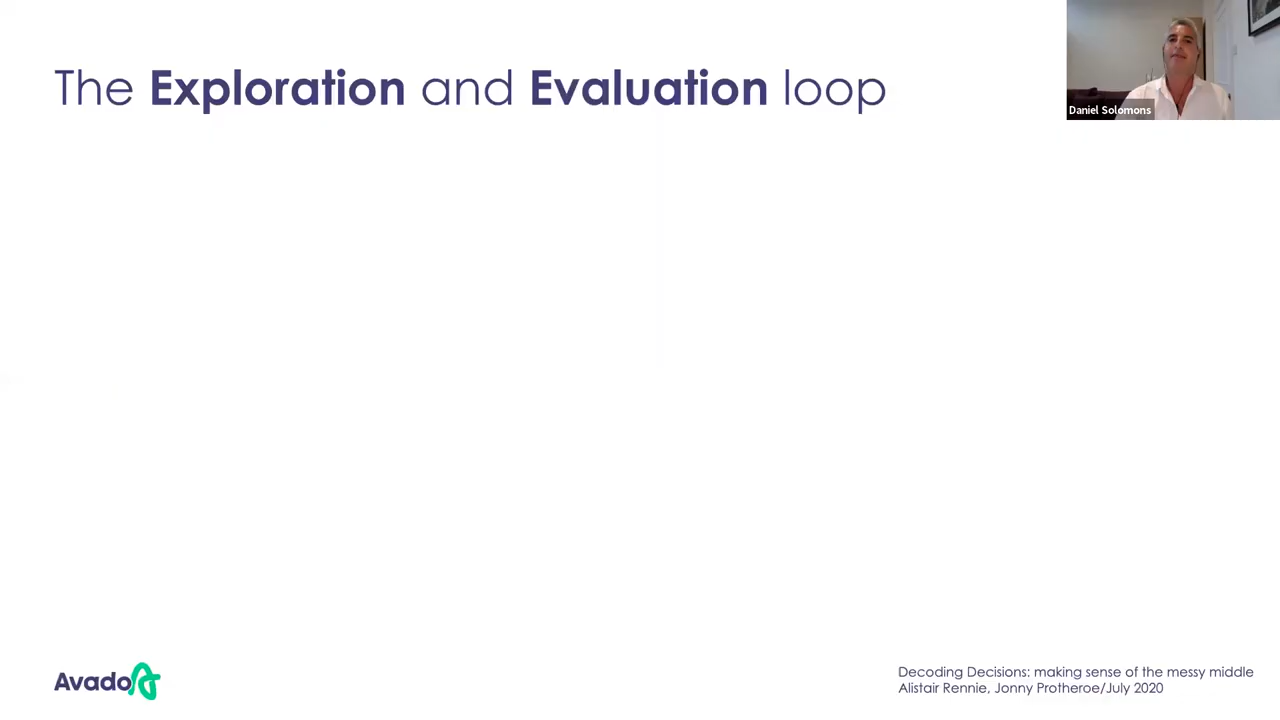 The Exploration and Evaluation loop
Daniel Solomons
Avado
Decoding Decisions: making sense of the messy middle
Alistair Rennie, Jonny Protheroe/July 2020